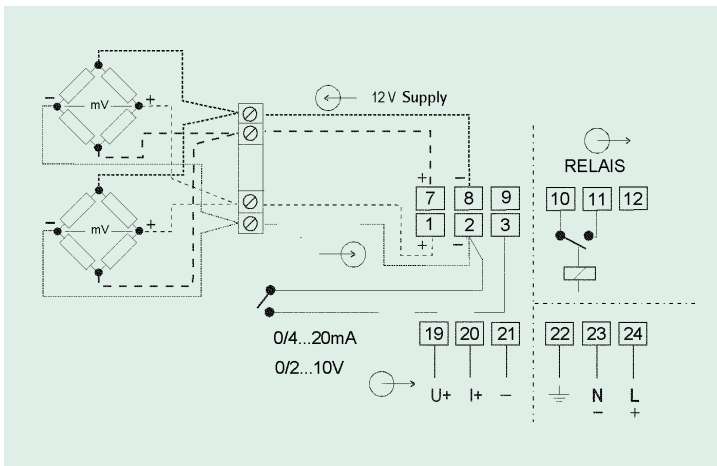 − mV +
12 V Supply
RELAIS
+ −
7 8 9
10 11 12
1 2 3
+ −
− mV +
0/4...20mA
0/2...10V
19 20 21
22 23 24
U+ I+ −
N L
− +